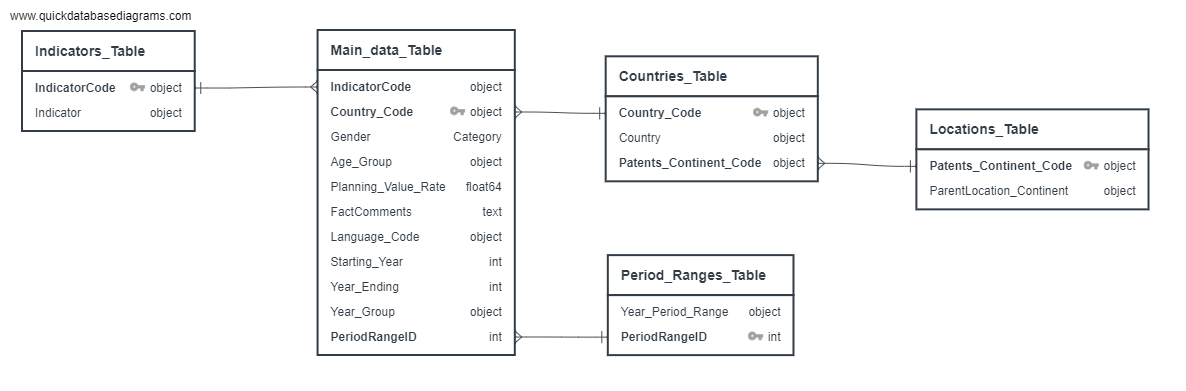 www.quickdatabasediagrams.com
Indicators_Table
IndicatorCode object
Indicator object
Main_data_Table
IndicatorCode object
Country_Code object
Gender Category
Age_Group object
Planning_Value_Rate float64
FactComments text
Language_Code object
Starting_Year int
Year_Ending int
Year_Group object
PeriodRangeID int
Countries_Table
Country_Code object
Country object
Patents_Continent_Code object
Locations_Table
Patents_Continent_Code object
ParentLocation_Continent object
Period_Ranges_Table
Year_Period_Range object
PeriodRangeID int